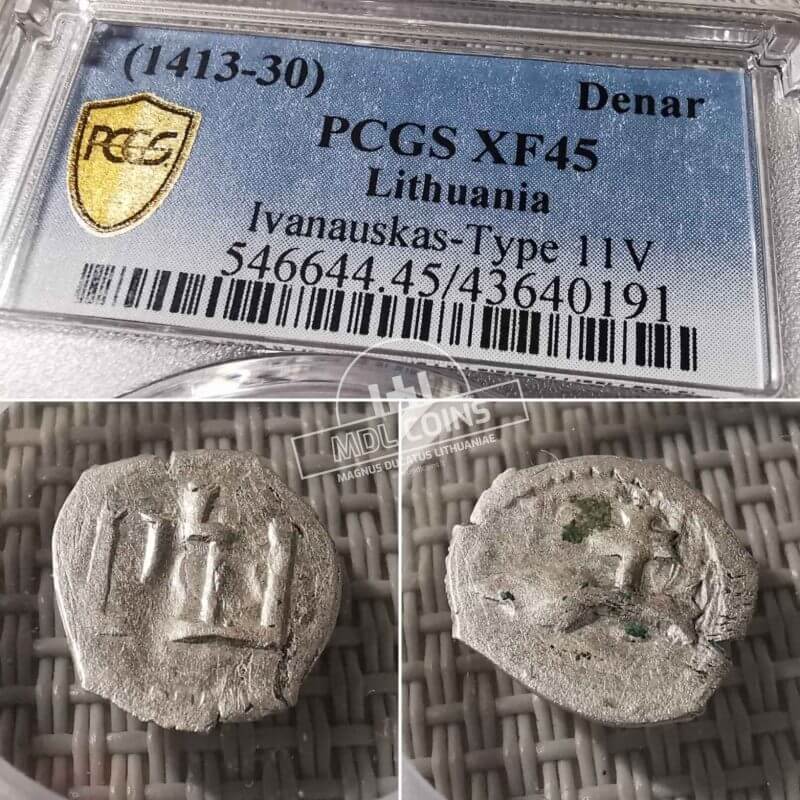 (1413-30) Denar
PCGS
PCGS XF45
Lithuania
Ivanauskas-Type 11V
546644.45/43640191
MDL COINS
MAGNUS DUCATUS LITHUANIAE